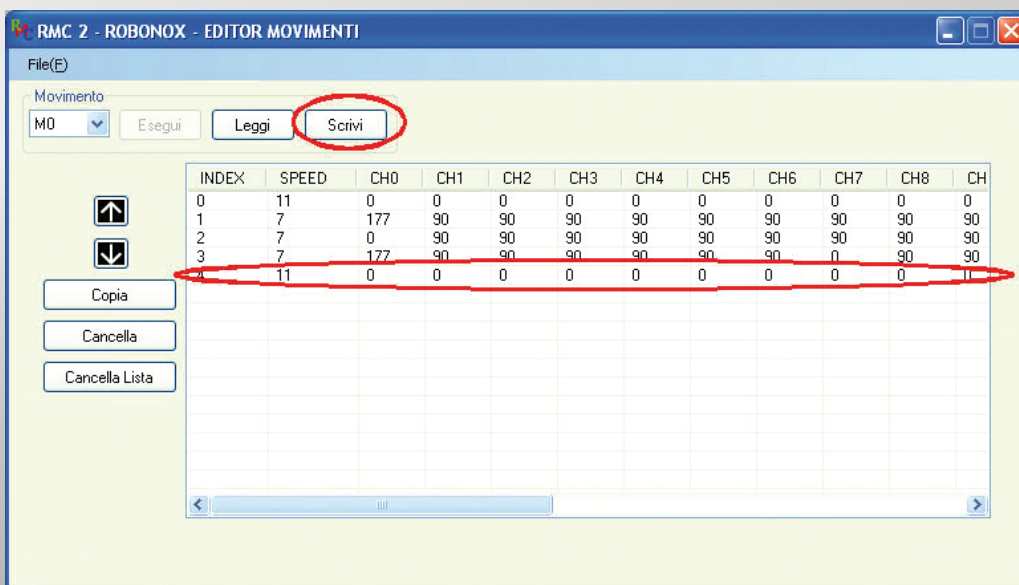 RMC 2 - ROBONOX - EDITOR MOVIMENTI
File(F)
Movimento
M0 Esegui Leggi Scrivi
INDEX SPEED CH0 CH1 CH2 CH3 CH4 CH5 CH6 CH7 CH8 CH
0 11 0 0 0 0 0 0 0 0 0 0
1 7 177 90 90 90 90 90 90 90 90 90
2 7 0 90 90 90 90 90 90 90 90 90
3 7 177 90 90 90 90 90 90 0 90 90
4 11 0 0 0 0 0 0 0 0 0 0
Copia
Cancella
Cancella Lista